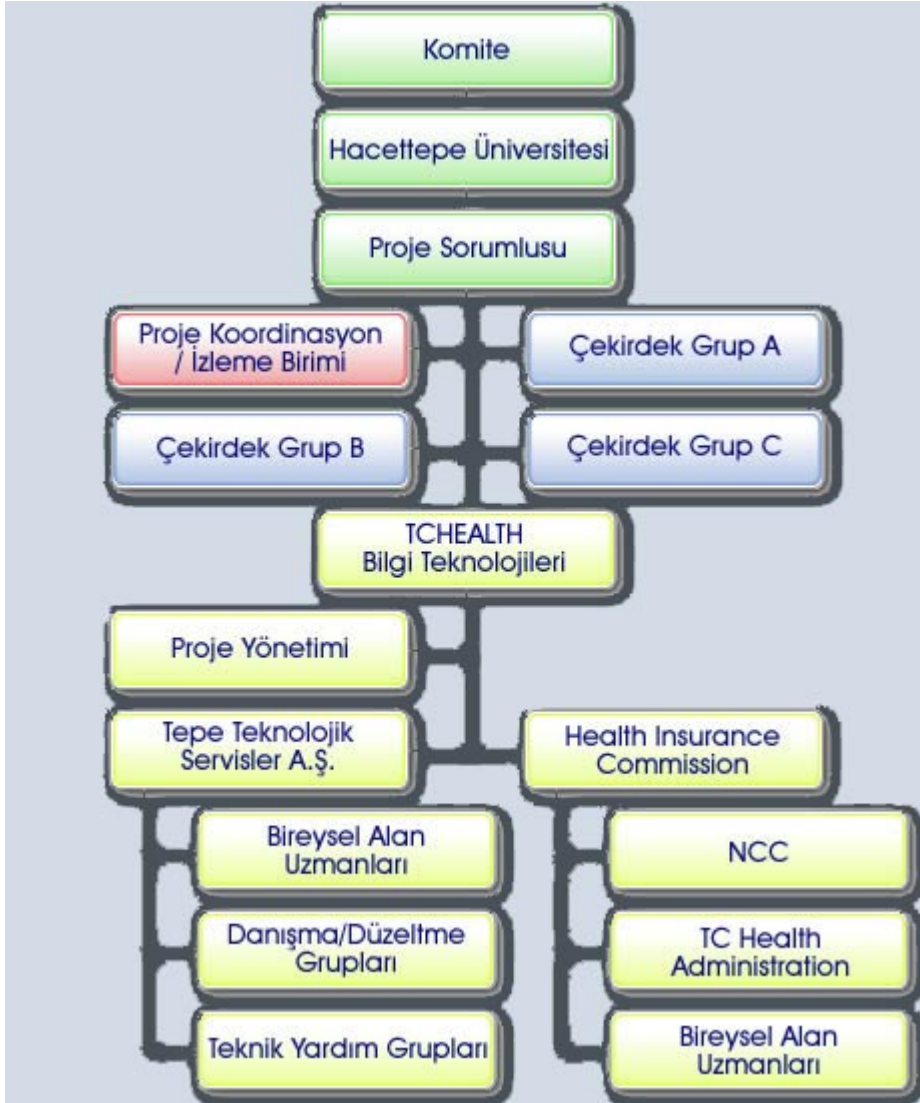 Komite
Hacettepe Üniversitesi
Proje Sorumlusu
Proje Koordinasyon
/ İzleme Birimi
Çekirdek Grup A
Çekirdek Grup B
Çekirdek Grup C
TCHEALTH
Bilgi Teknolojileri
Proje Yönetimi
Tepe Teknolojik
Servisler A.Ş.
Health Insurance
Commission
Bireysel Alan
Uzmanları
NCC
Danışma/Düzeltme
Grupları
TC Health
Administration
Teknik Yardım Grupları
Bireysel Alan
Uzmanları